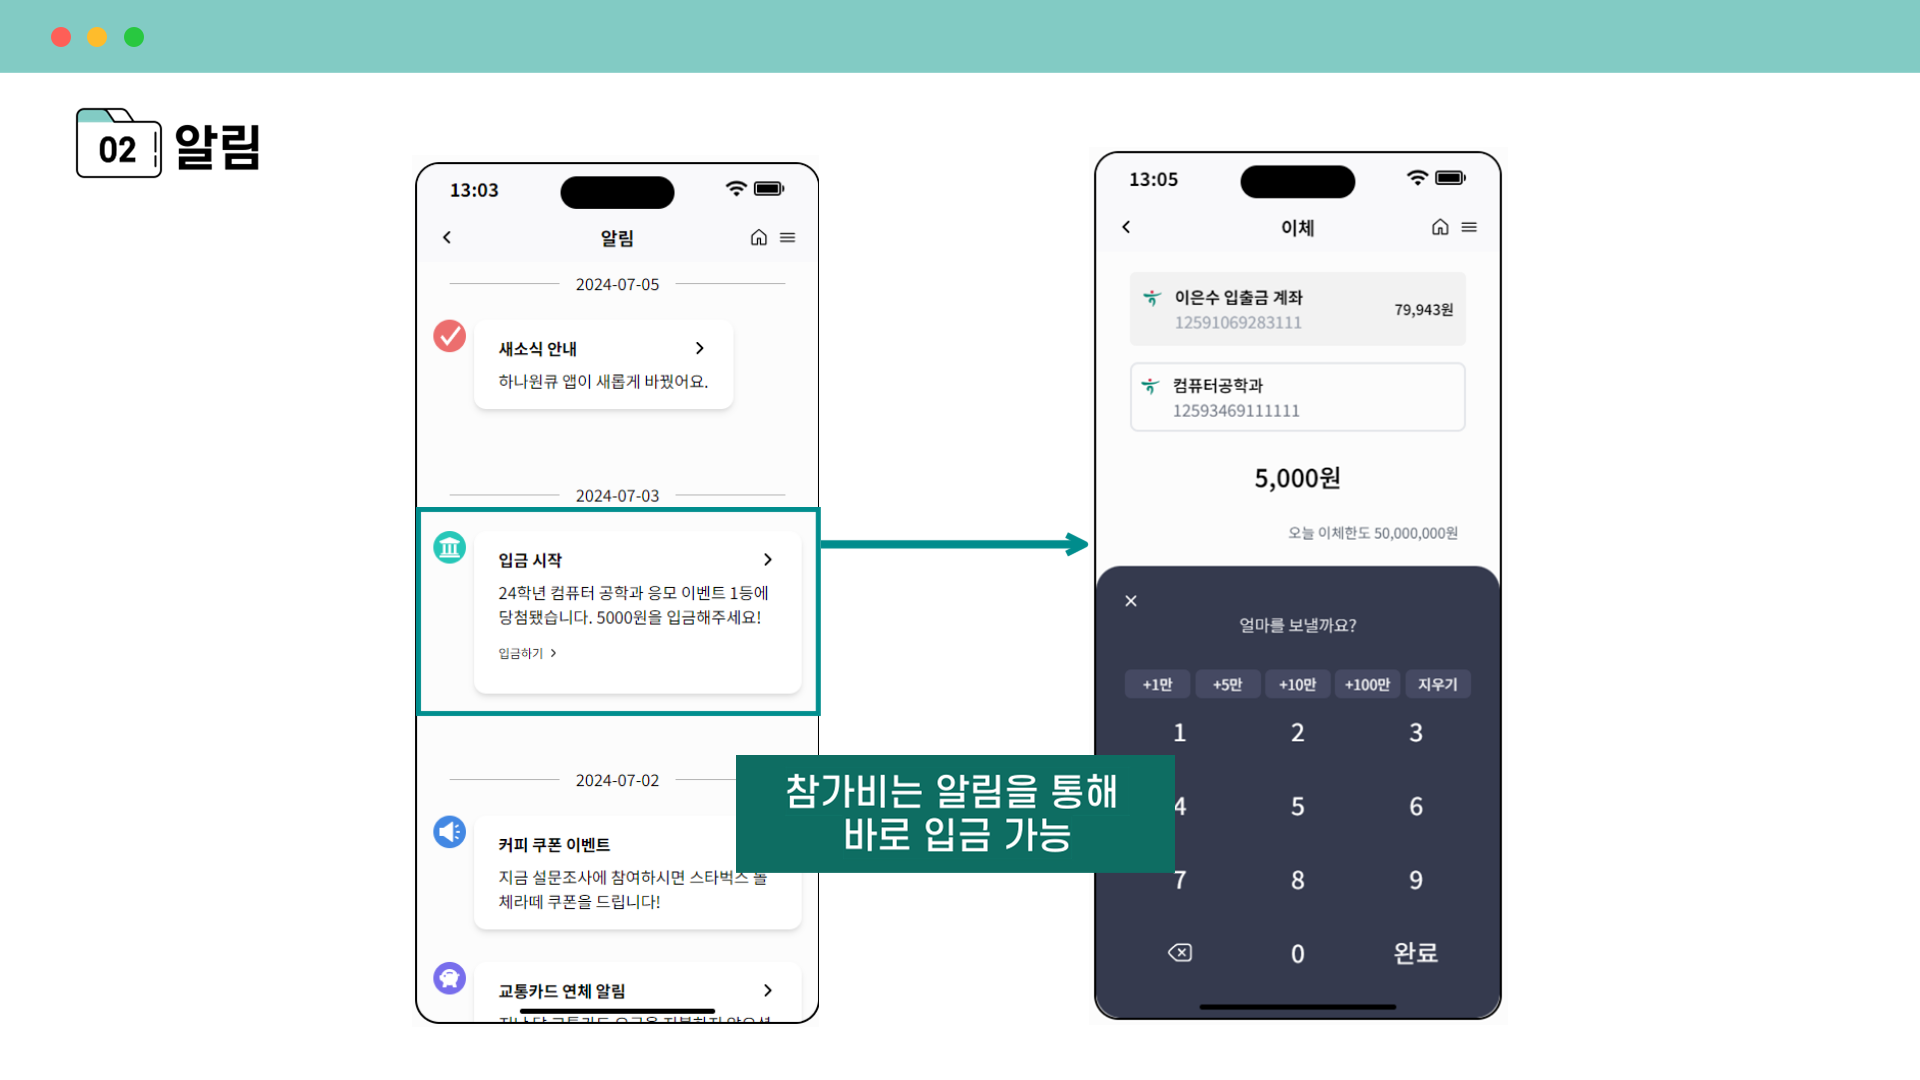 02 알림
13:03
알림
2024-07-05
새소식 안내
하나원큐 앱이 새롭게 바꼈어요.
2024-07-03
입금 시작
24학년 컴퓨터 공학과 응모 이벤트 1등에
당첨됐습니다. 5000원을 입금해주세요!
입금하기
2024-07-02
커피 쿠폰 이벤트
지금 설문조사에 참여하시면 스타벅스 돌
체라떼 쿠폰을 드립니다!
교통카드 연체 알림
참가비는 알림을 통해
바로 입금 가능
13:05
이체
이은수 입출금 계좌
12591069283111
79,943원
컴퓨터공학과
12593469111111
5,000원
오늘 이체한도 50,000,000원
얼마를 보낼까요?
+1만 +5만 +10만 +100만 지우기
1 2 3
4 5 6
7 8 9
0 완료